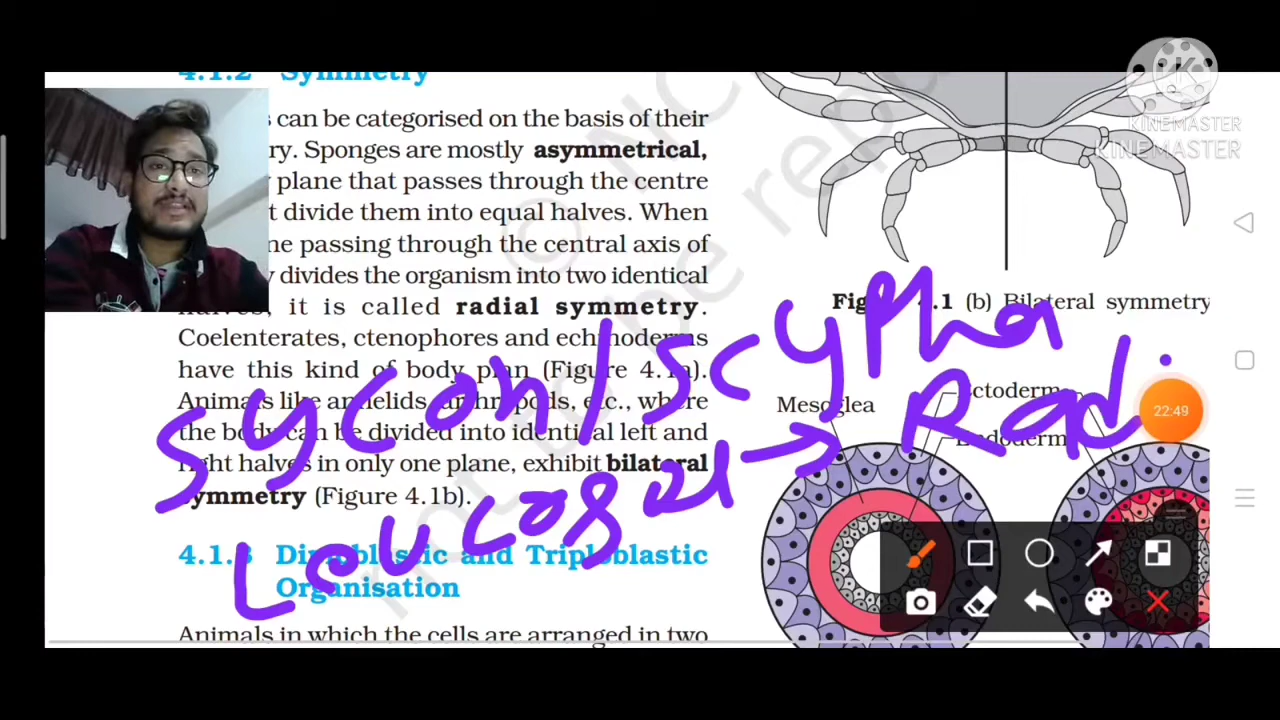 4.1.2 Symmetry
can be categorised on the basis of their
ry. Sponges are mostly asymmetrical,
plane that passes through the centre
t divide them into equal halves. When
ne passing through the central axis of
divides the organism into two identical
halves, it is called radial symmetry.
Coelenterates, ctenophores and echinoderms
have this kind of body plan (Figure 4.1a).
Animals like annelids, arthropods, etc., where
the body can be divided into identical left and
right halves in only one plane, exhibit bilateral
symmetry (Figure 4.1b).
4.1.3 Diploblastic and Triploblastic
Organisation
Animals in which the cells are arranged in two
KINEMASTER
KINEMASTER
Figure 4.1 (b) Bilateral symmetry
Mesoglea
Ectoderm
Endoderm
Sycon/Scypha
→ Rad.
22:49